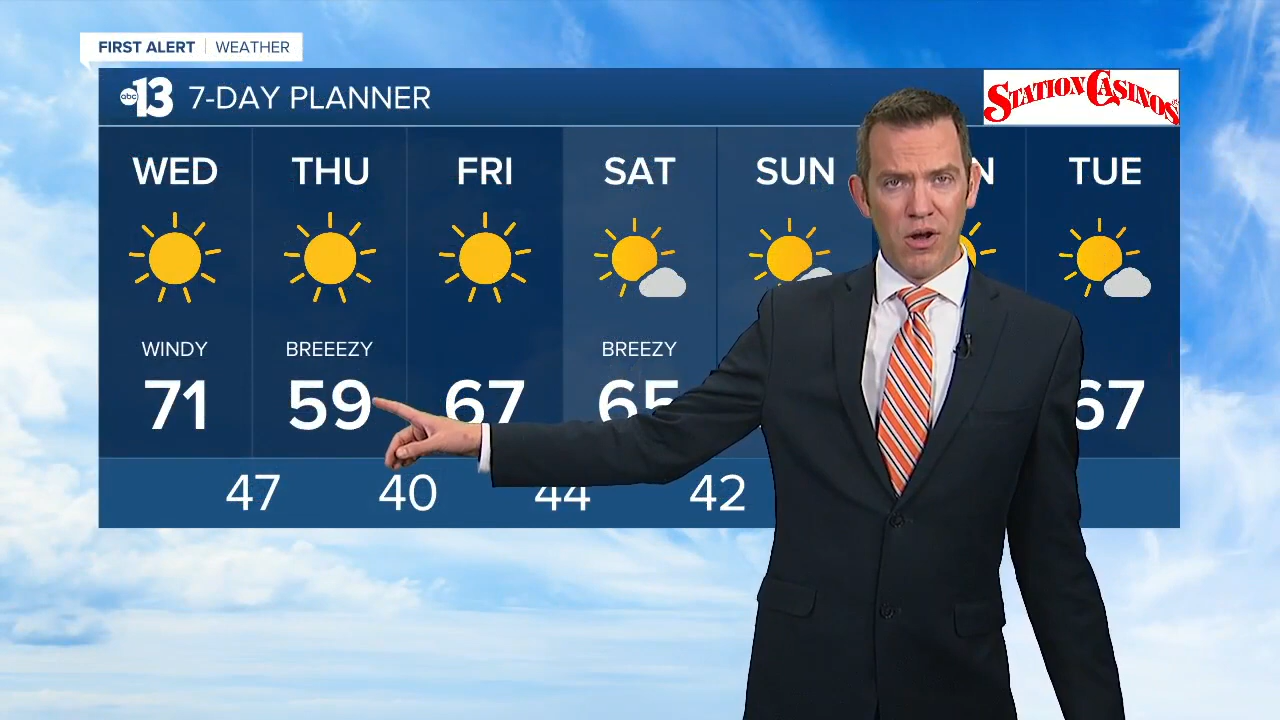 FIRST ALERT | WEATHER
abc 13 7-DAY PLANNER
STATION CASINOS
WED THU FRI SAT SUN N TUE
WINDY BREEEZY BREEZY
71 59 67 65 67
47 40 44 42